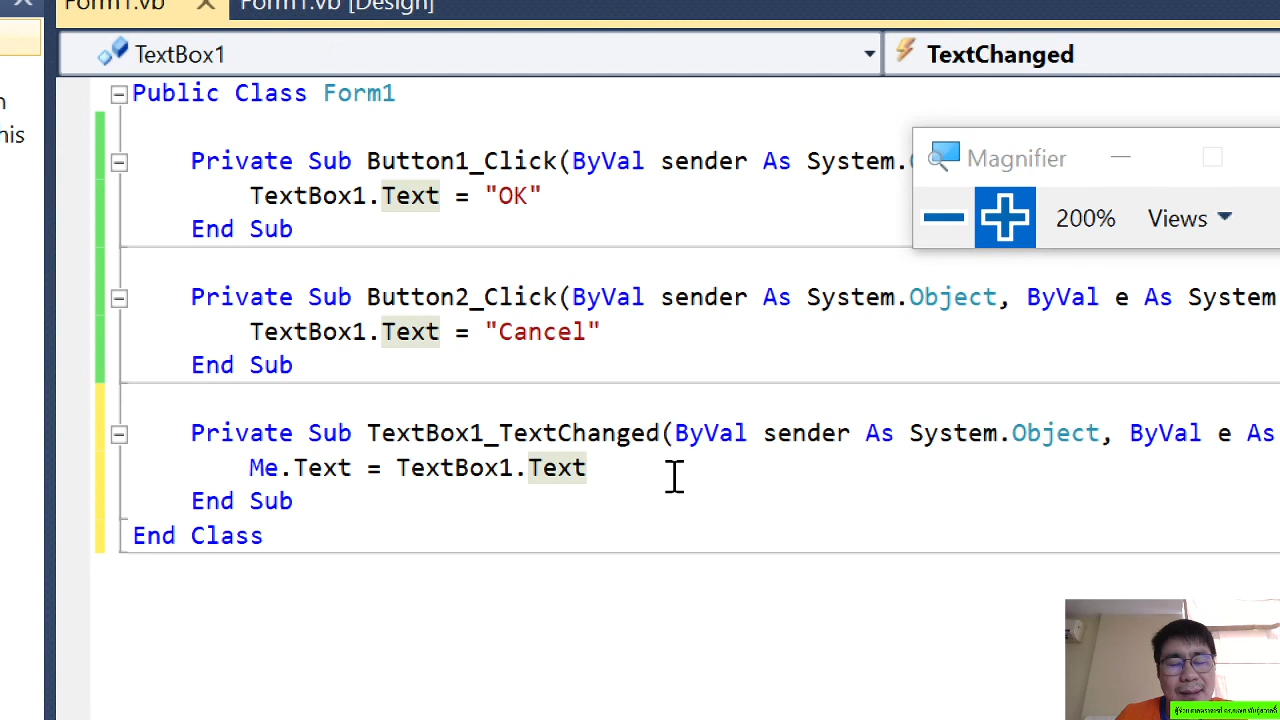 Form1.vb Form1.vb [Design]
TextBox1 TextChanged
Public Class Form1
his
Private Sub Button1_Click(ByVal sender As System.
Magnifier
TextBox1.Text = "OK"
200% Views
End Sub
Private Sub Button2_Click(ByVal sender As System.Object, ByVal e As System
TextBox1.Text = "Cancel"
End Sub
Private Sub TextBox1_TextChanged(ByVal sender As System.Object, ByVal e As
Me.Text = TextBox1.Text
End Sub
End Class